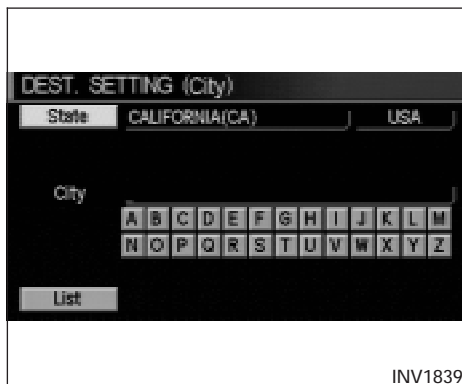 DEST. SETTING (City)
State CALIFORNIA(CA) USA
City
A B C D E F G H I J K L M
N O P Q R S T U V W X Y Z
List
INV1839